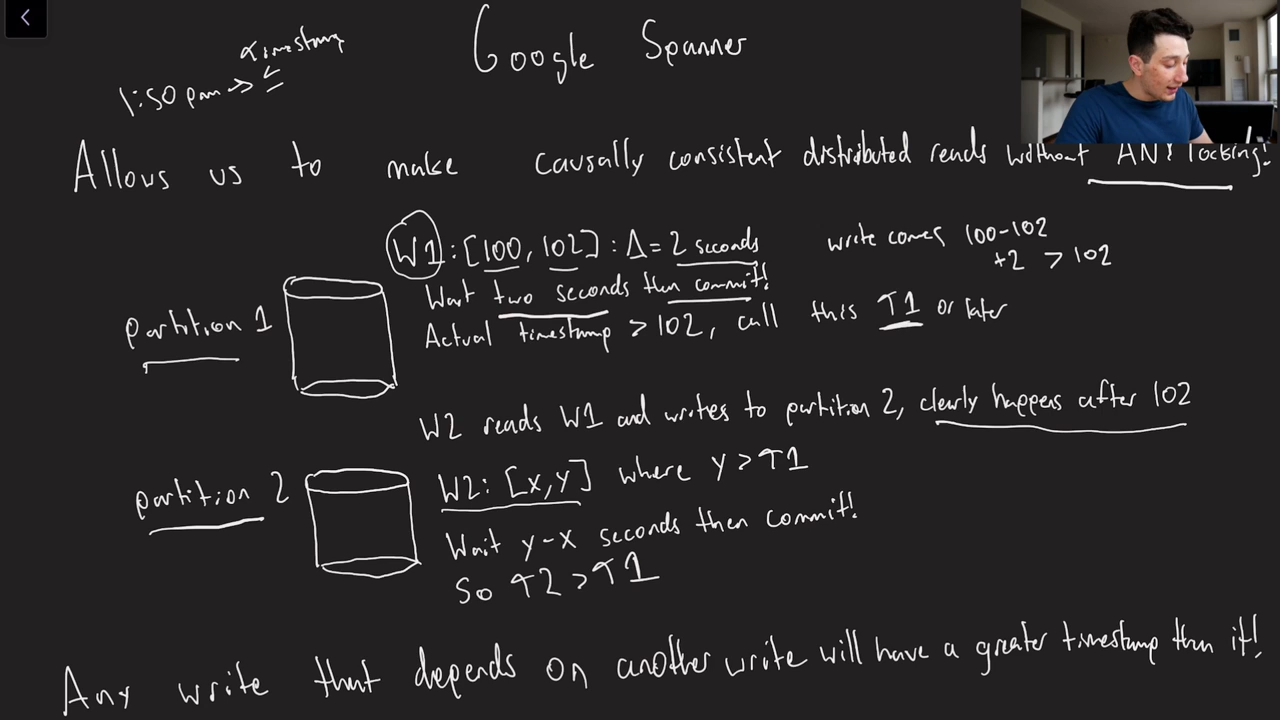 Google Spanner
timestamp
1:50 pm → ≤
Allows us to make causally consistent distributed reads without ANY locking!
W1: [100, 102] : Δ = 2 seconds
write comes 100-102
+2 > 102
Wait two seconds then commit!
Actual timestamp > 102, call this T1 or later
partition 1
W2 reads W1 and writes to partition 2, clearly happens after 102
partition 2
W2: [x,y] where y > T1
Wait y-x seconds then commit!
So T2 > T1
Any write that depends on another write will have a greater timestamp than it!